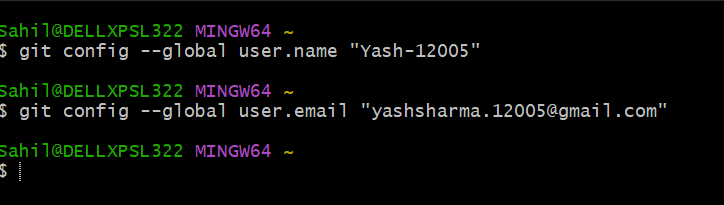 Sahil@DELLXPSL322 MINGW64 ~
$ git config --global user.name "Yash-12005"
Sahil@DELLXPSL322 MINGW64 ~
$ git config --global user.email "yashsharma.12005@gmail.com"
Sahil@DELLXPSL322 MINGW64 ~
$